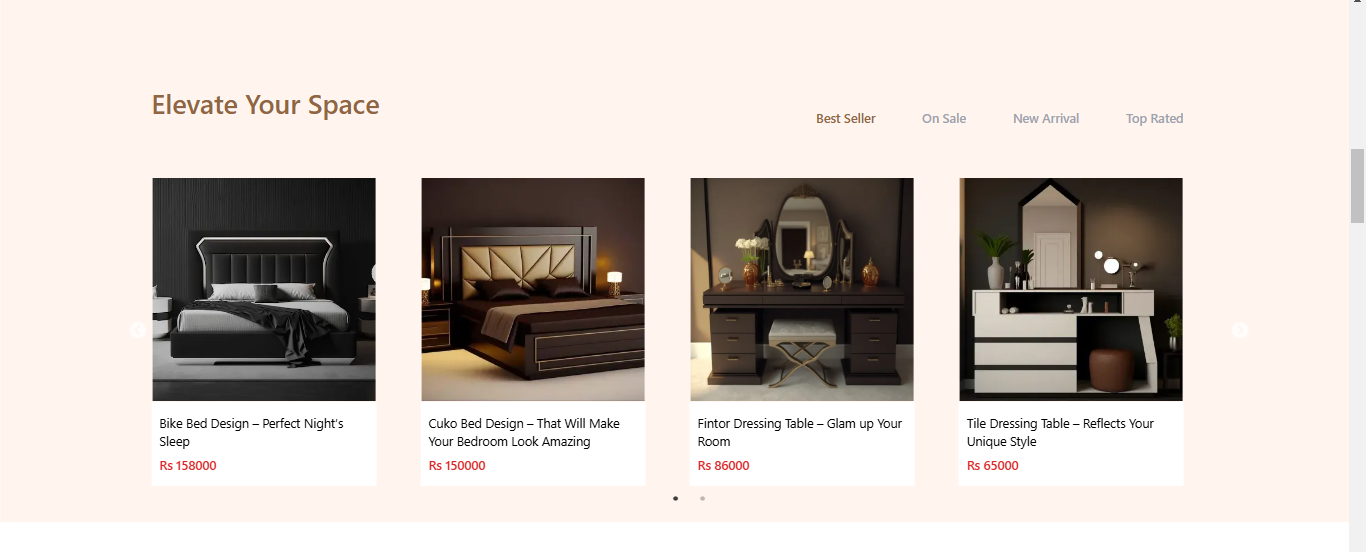 Elevate Your Space
Best Seller
On Sale
New Arrival
Top Rated
Bike Bed Design – Perfect Night's
Sleep
Rs 158000
Cuko Bed Design – That Will Make
Your Bedroom Look Amazing
Rs 150000
Fintor Dressing Table – Glam up Your
Room
Rs 86000
Tile Dressing Table – Reflects Your
Unique Style
Rs 65000